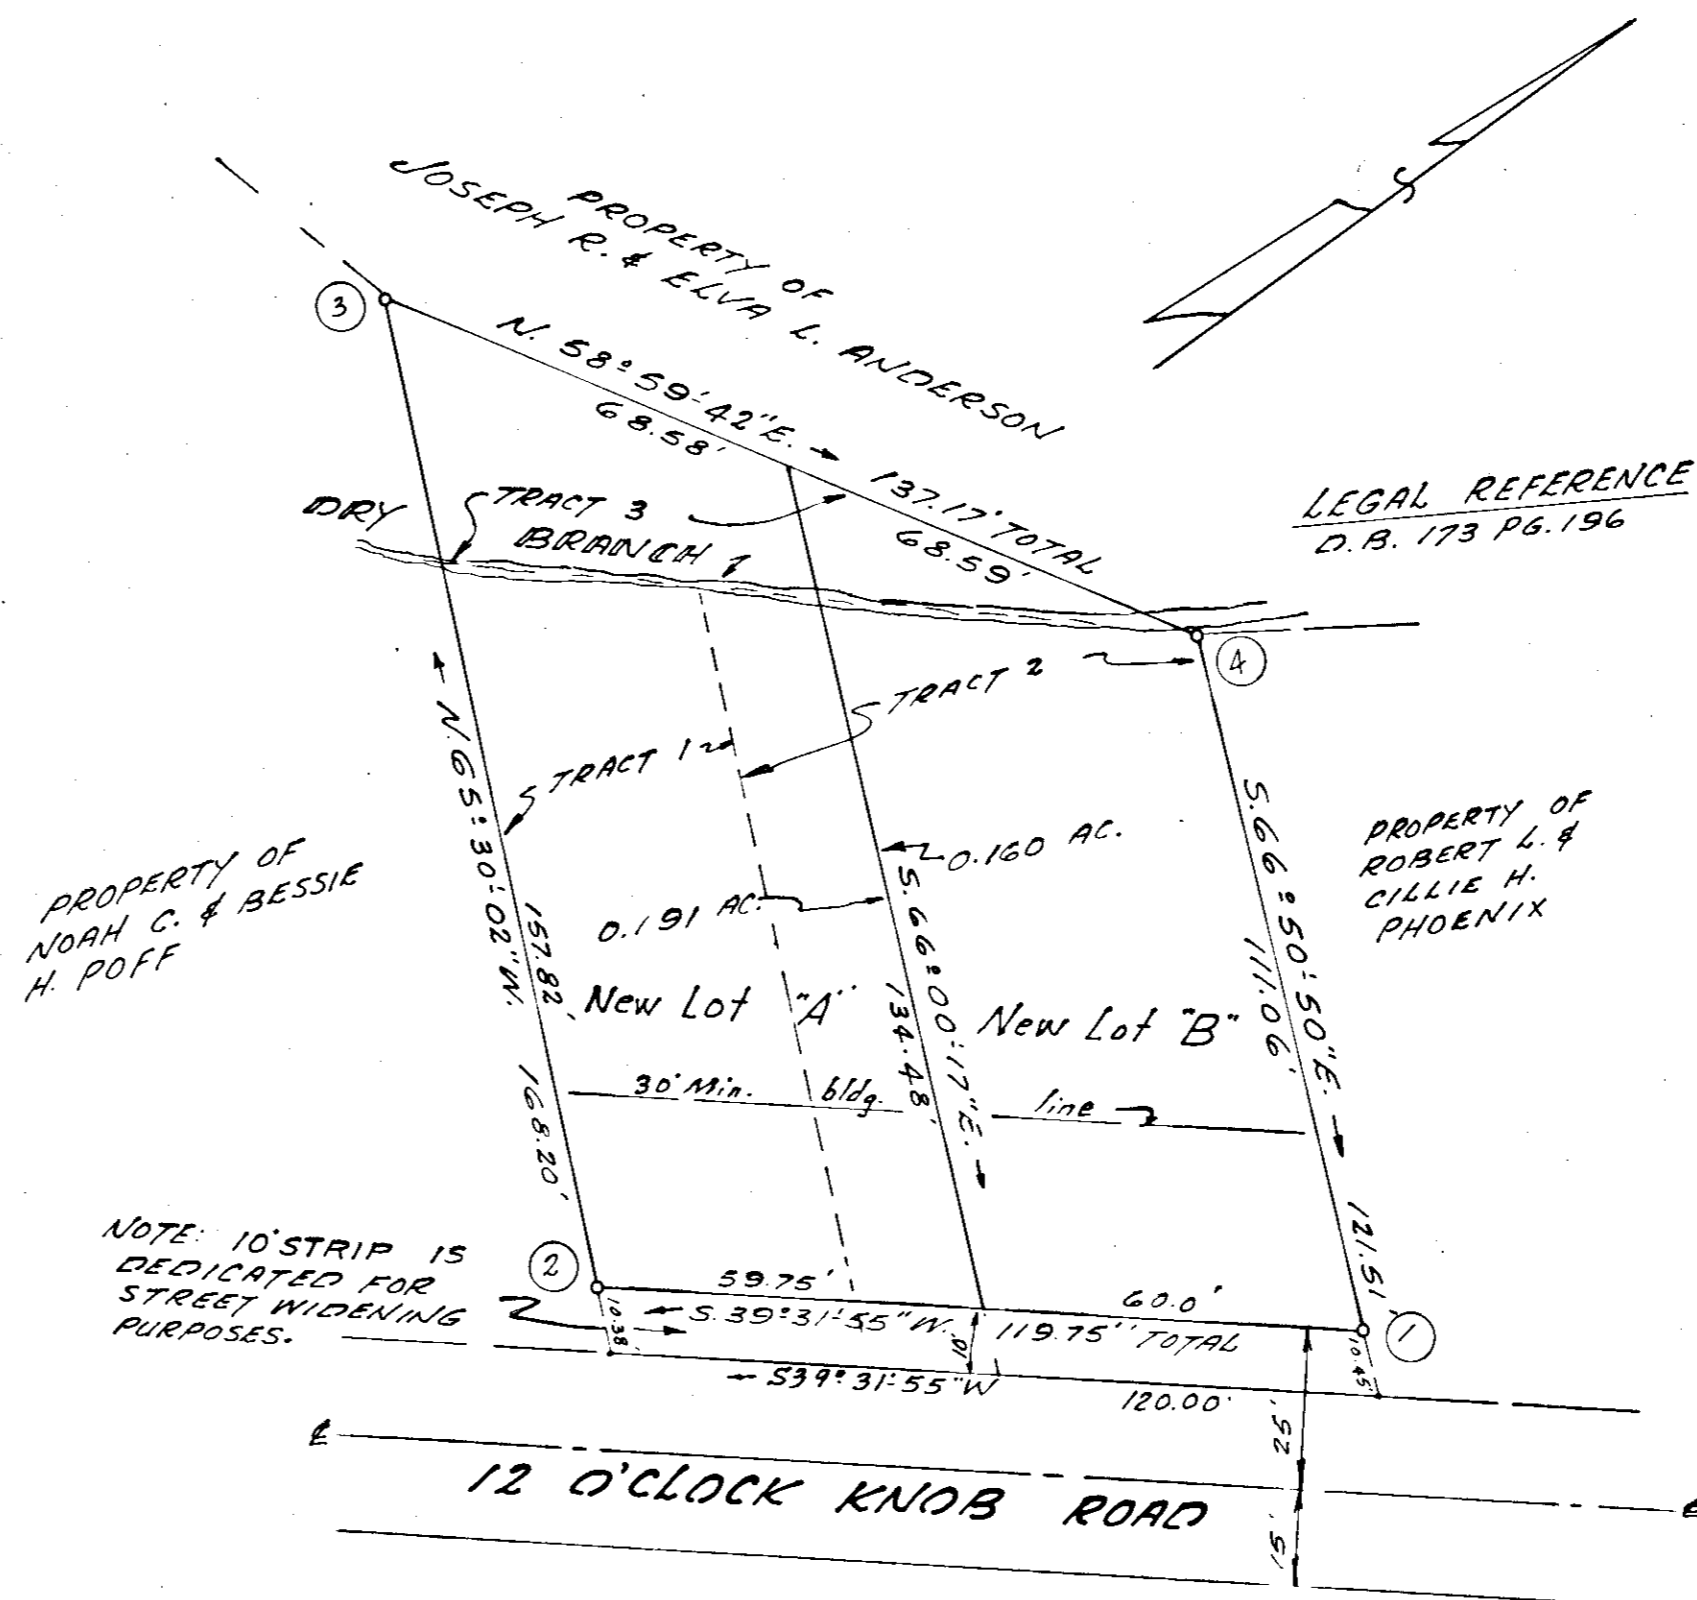 PROPERTY OF
JOSEPH R. & ELVA L. ANDERSON
3
N. 58°-59'-42"E.
68.58'
137.17' TOTAL
68.59'
LEGAL REFERENCE
D.B. 173 PG. 196
DRY
BRANCH
TRACT 3
4
TRACT 2
TRACT 1
N. 65°-30'-02"W.
157.82'
168.20'
0.160 AC.
0.191 AC.
S. 66°-00'-17"E.
134.48'
S. 66°-50'-50"E.
111.06'
121.51'
PROPERTY OF
NOAH C. & BESSIE
H. POFF
PROPERTY OF
ROBERT L. &
CILLIE H.
PHOENIX
New Lot "A"
New Lot "B"
30' Min. bldg. line
NOTE: 10' STRIP IS
DEDICATED FOR
STREET WIDENING
PURPOSES.
2
59.75'
60.0'
S. 39°-31'-55"W.
119.75' TOTAL
1
10.38'
10'
10.45'
S39°-31'-55"W
120.00'
25'
15'
12 O'CLOCK KNOB ROAD